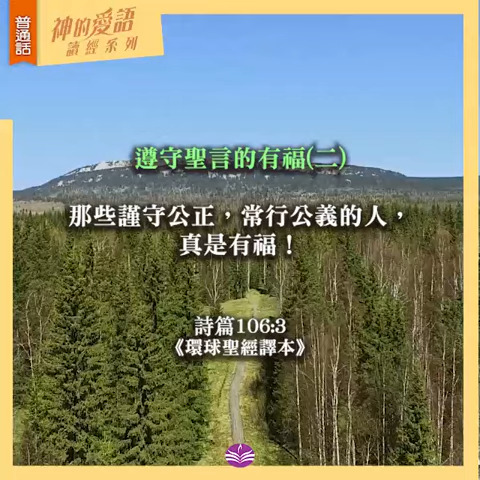 普通話
神的愛語
讀經系列
遵守聖言的有福(二)
那些謹守公正，常行公義的人，
真是有福！
詩篇106:3
《環球聖經譯本》